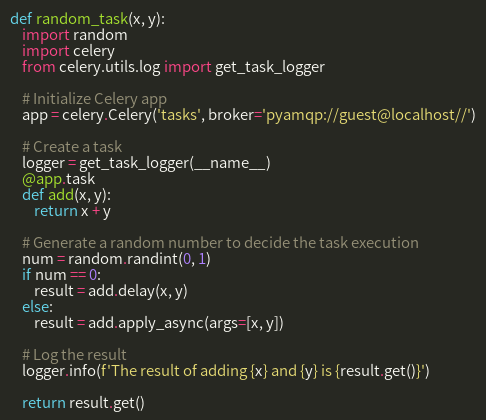 def random_task(x, y):
    import random
    import celery
    from celery.utils.log import get_task_logger

    # Initialize Celery app
    app = celery.Celery('tasks', broker='pyamqp://guest@localhost//')

    # Create a task
    logger = get_task_logger(__name__)
    @app.task
    def add(x, y):
        return x + y

    # Generate a random number to decide the task execution
    num = random.randint(0, 1)
    if num == 0:
        result = add.delay(x, y)
    else:
        result = add.apply_async(args=[x, y])

    # Log the result
    logger.info(f'The result of adding {x} and {y} is {result.get()}')

    return result.get()